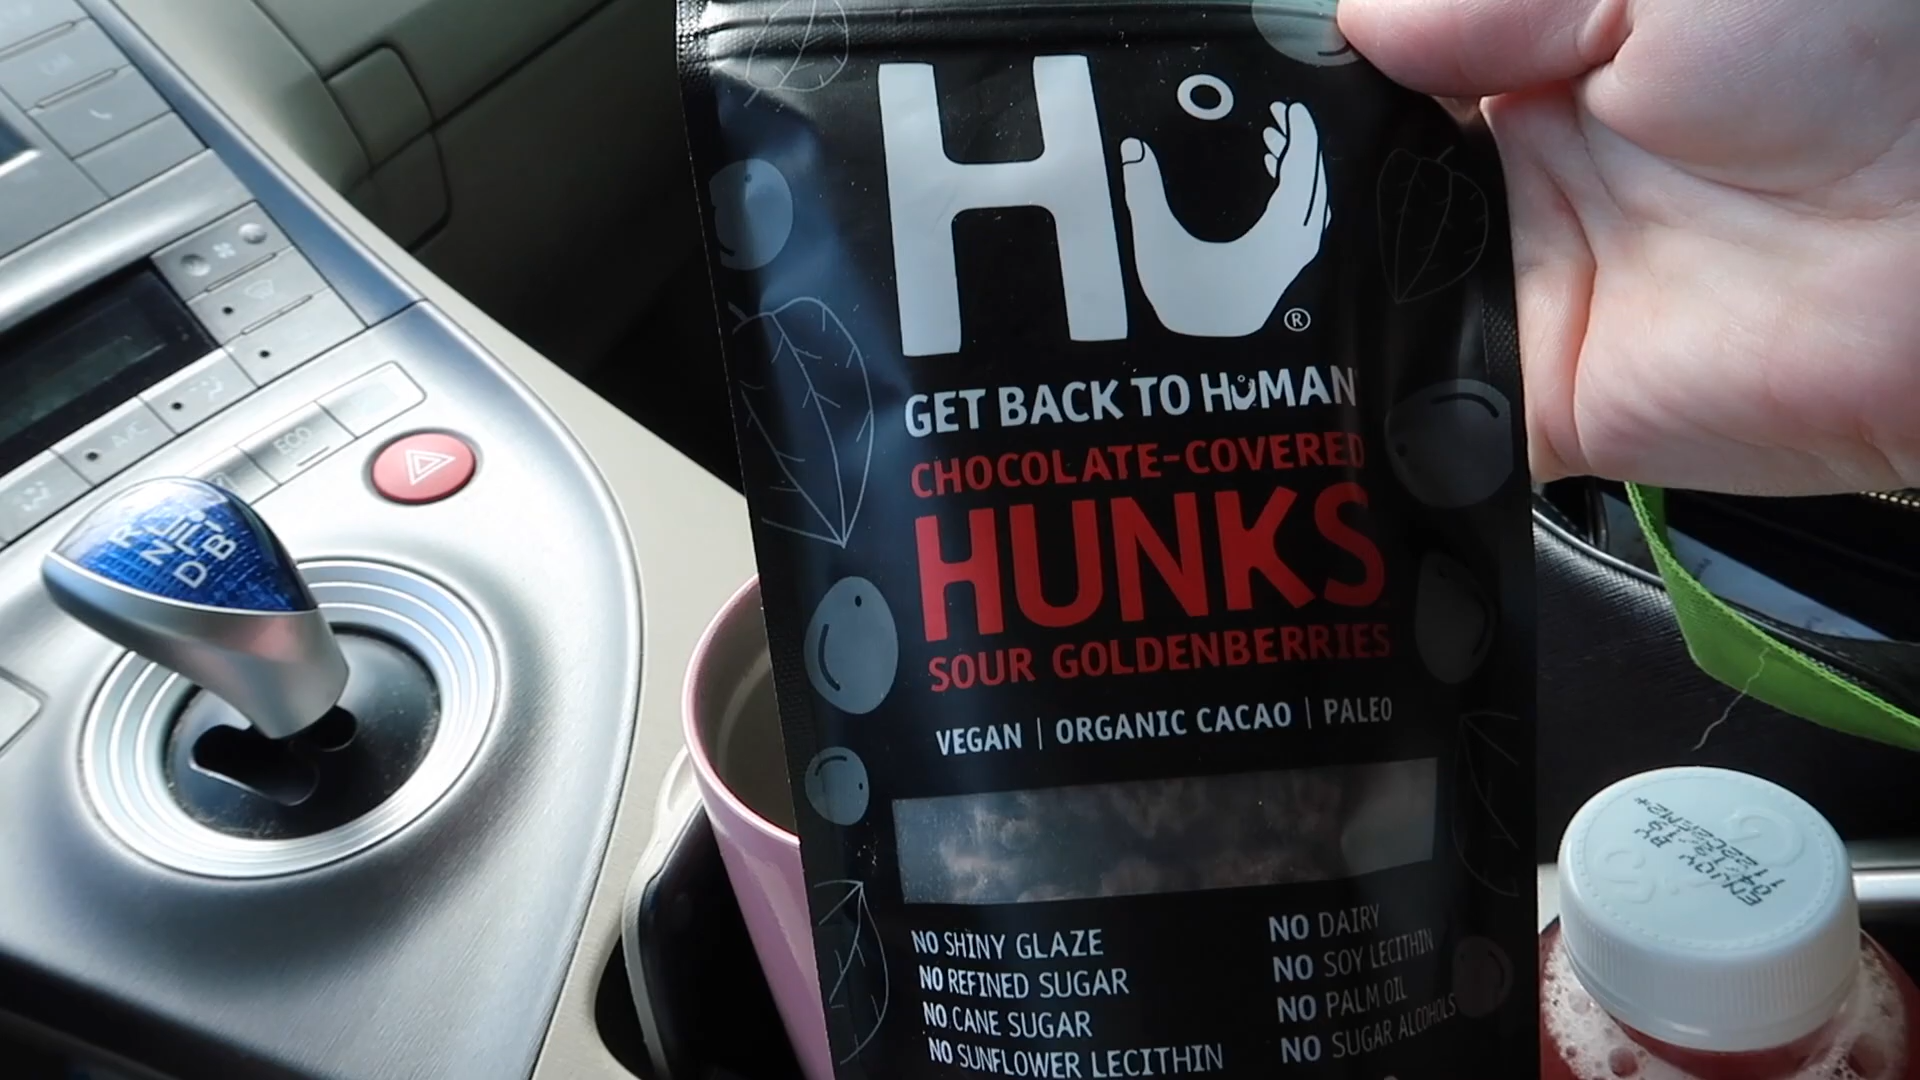 HU
®
GET BACK TO HUMAN
CHOCOLATE-COVERED
HUNKS
SOUR GOLDENBERRIES
VEGAN | ORGANIC CACAO | PALEO
NO SHINY GLAZE
NO REFINED SUGAR
NO CANE SUGAR
NO SUNFLOWER LECITHIN
NO DAIRY
NO SOY LECITHIN
NO PALM OIL
NO SUGAR ALCOHOLS
A/C
ECO
R
N
D B
ENJOY BY